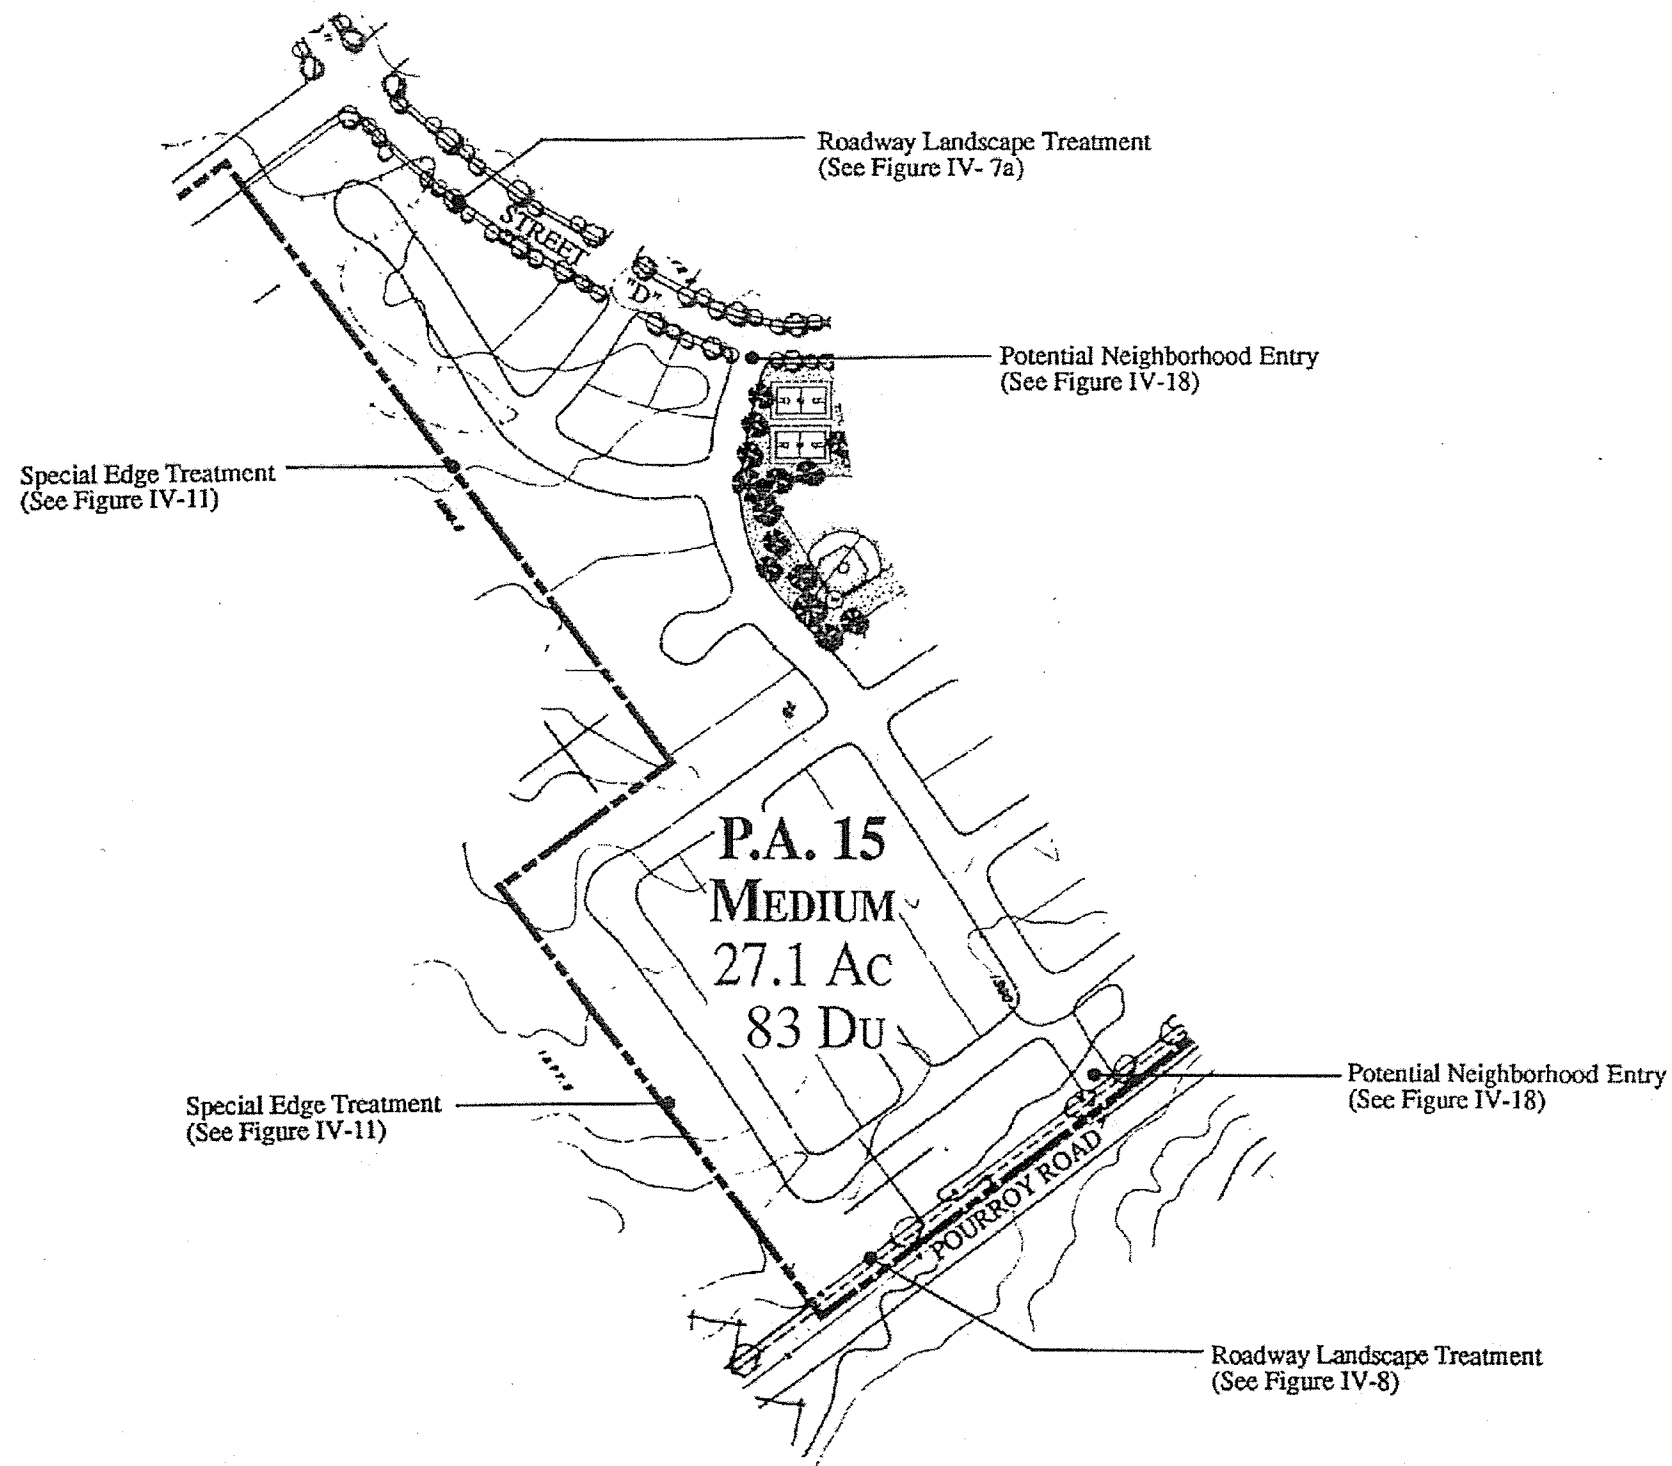 Roadway Landscape Treatment
(See Figure IV- 7a)
STREET
"D"
Potential Neighborhood Entry
(See Figure IV-18)
Special Edge Treatment
(See Figure IV-11)
P.A. 15
MEDIUM
27.1 AC
83 DU
Potential Neighborhood Entry
(See Figure IV-18)
Special Edge Treatment
(See Figure IV-11)
POURROY ROAD
Roadway Landscape Treatment
(See Figure IV-8)